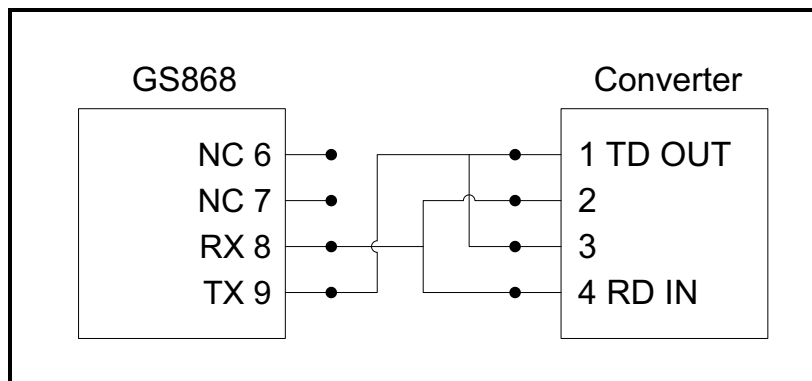 GS868
NC 6
NC 7
RX 8
TX 9
Converter
1 TD OUT
2
3
4 RD IN